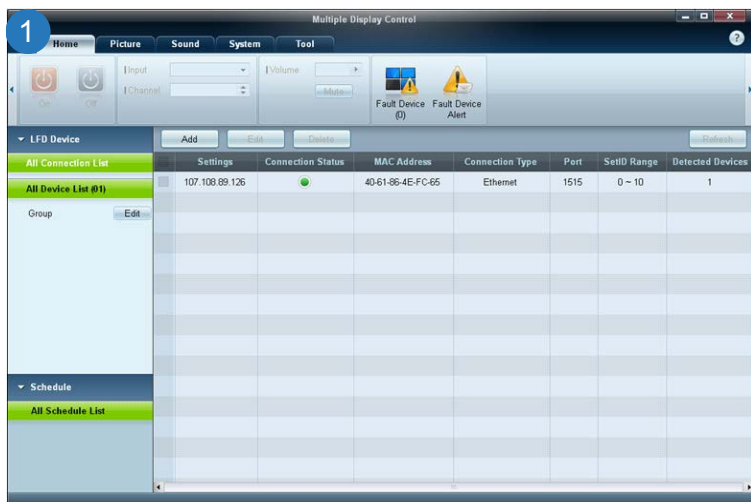 Multiple Display Control
1
Home Picture Sound System Tool
?
Input
Volume
On Off
Channel
Mute
Fault Device (0)
Fault Device Alert
LFD Device
Add Edit Delete Refresh
All Connection List
Settings Connection Status MAC Address Connection Type Port SetID Range Detected Devices
All Device List (01)
107.108.89.126 40-61-86-4E-FC-65 Ethernet 1515 0 ~ 10 1
Group Edit
Schedule
All Schedule List